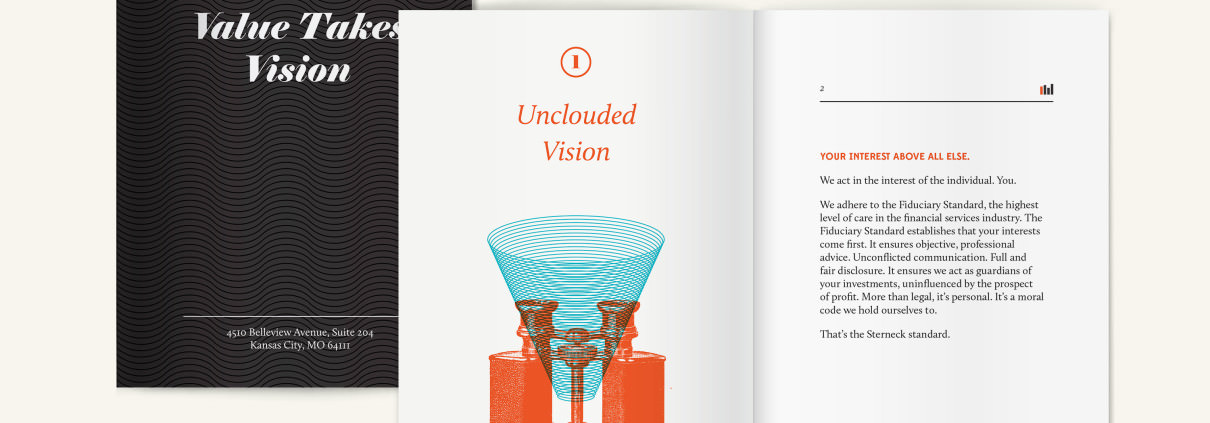 Value Takes
Vision
4510 Belleview Avenue, Suite 204
Kansas City, MO 64111
1
Unclouded
Vision
2
YOUR INTEREST ABOVE ALL ELSE.
We act in the interest of the individual. You.
We adhere to the Fiduciary Standard, the highest
level of care in the financial services industry. The
Fiduciary Standard establishes that your interests
come first. It ensures objective, professional
advice. Unconflicted communication. Full and
fair disclosure. It ensures we act as guardians of
your investments, uninfluenced by the prospect
of profit. More than legal, it's personal. It's a moral
code we hold ourselves to.
That's the Sterneck standard.